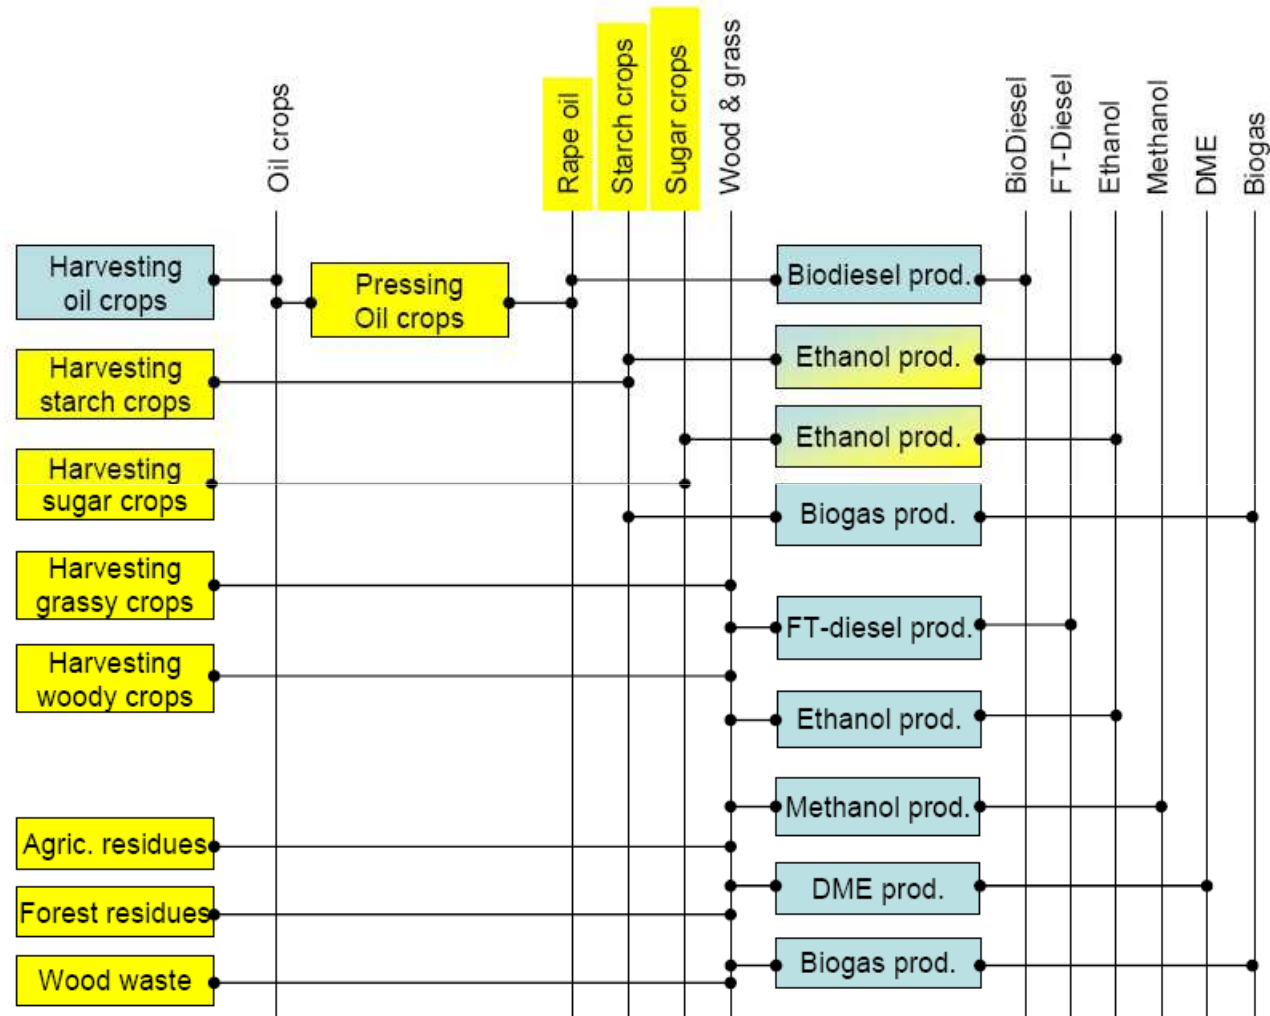 Oil crops
Rape oil
Starch crops
Sugar crops
Wood & grass
BioDiesel
FT-Diesel
Ethanol
Methanol
DME
Biogas
Harvesting
oil crops
Pressing
Oil crops
Biodiesel prod.
Harvesting
starch crops
Ethanol prod.
Harvesting
sugar crops
Ethanol prod.
Biogas prod.
Harvesting
grassy crops
FT-diesel prod.
Harvesting
woody crops
Ethanol prod.
Methanol prod.
Agric. residues
DME prod.
Forest residues
Biogas prod.
Wood waste